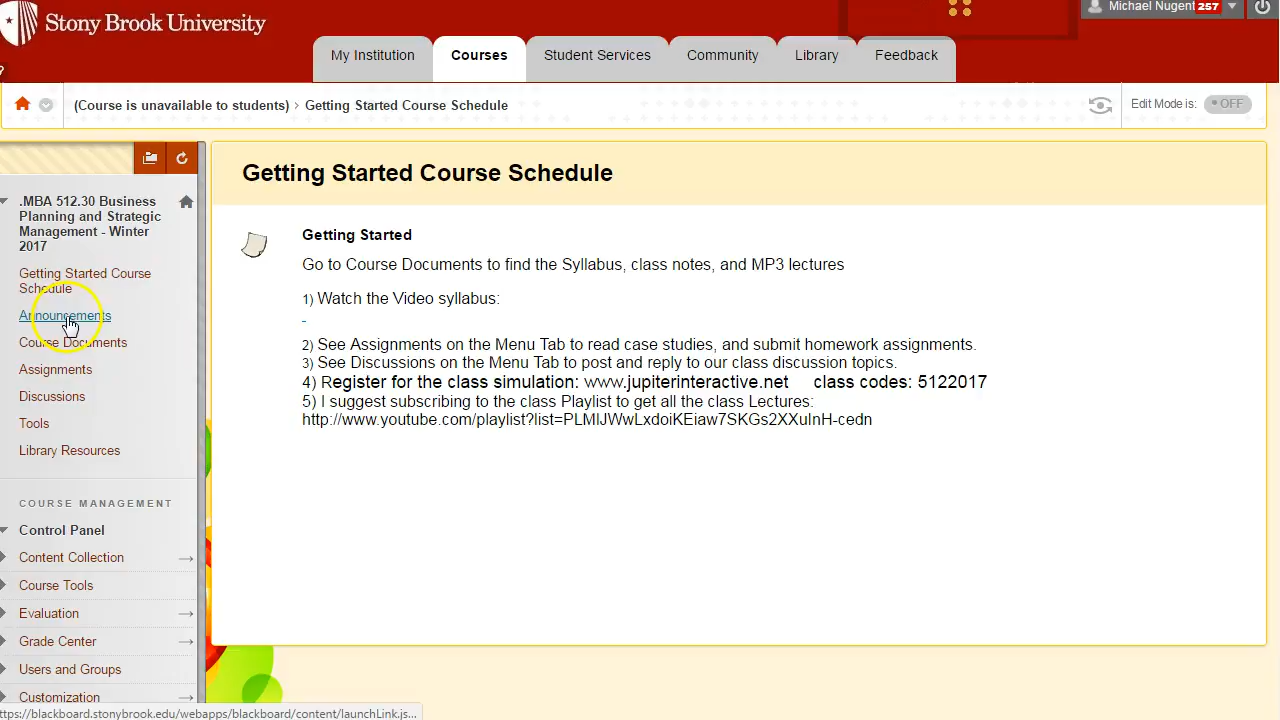 Stony Brook University
Michael Nugent 257
My Institution Courses Student Services Community Library Feedback
(Course is unavailable to students) > Getting Started Course Schedule
Edit Mode is: • OFF
Getting Started Course Schedule
.MBA 512.30 Business
Planning and Strategic
Management - Winter
2017
Getting Started Course
Schedule
Announcements
Course Documents
Assignments
Discussions
Tools
Library Resources
COURSE MANAGEMENT
Control Panel
Content Collection
Course Tools
Evaluation
Grade Center
Users and Groups
Customization
Getting Started
Go to Course Documents to find the Syllabus, class notes, and MP3 lectures
1) Watch the Video syllabus:
2) See Assignments on the Menu Tab to read case studies, and submit homework assignments.
3) See Discussions on the Menu Tab to post and reply to our class discussion topics.
4) Register for the class simulation: www.jupiterinteractive.net class codes: 5122017
5) I suggest subscribing to the class Playlist to get all the class Lectures:
http://www.youtube.com/playlist?list=PLMIJWwLxdoiKEiaw7SKGs2XXuInH-cedn
ttps://blackboard.stonybrook.edu/webapps/blackboard/content/launchLink.js...